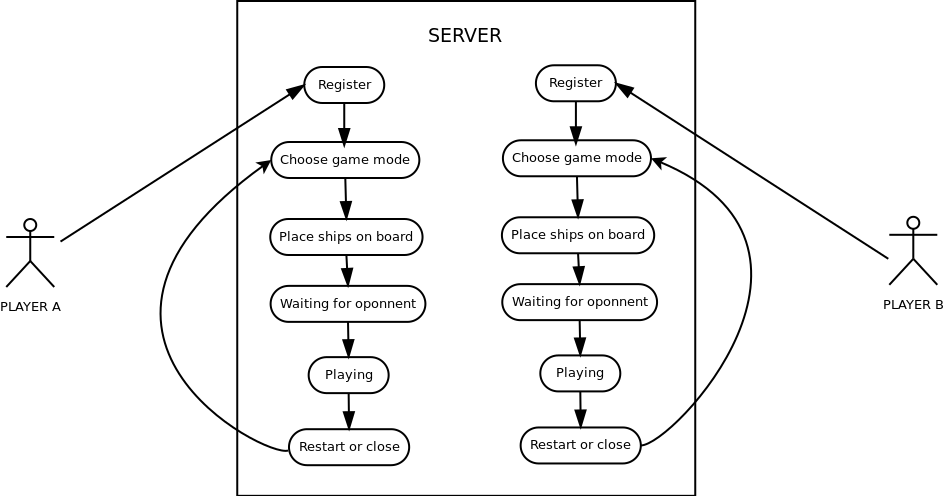 SERVER
Register
Choose game mode
Place ships on board
Waiting for oponnent
Playing
Restart or close
Register
Choose game mode
Place ships on board
Waiting for oponnent
Playing
Restart or close
PLAYER A
PLAYER B